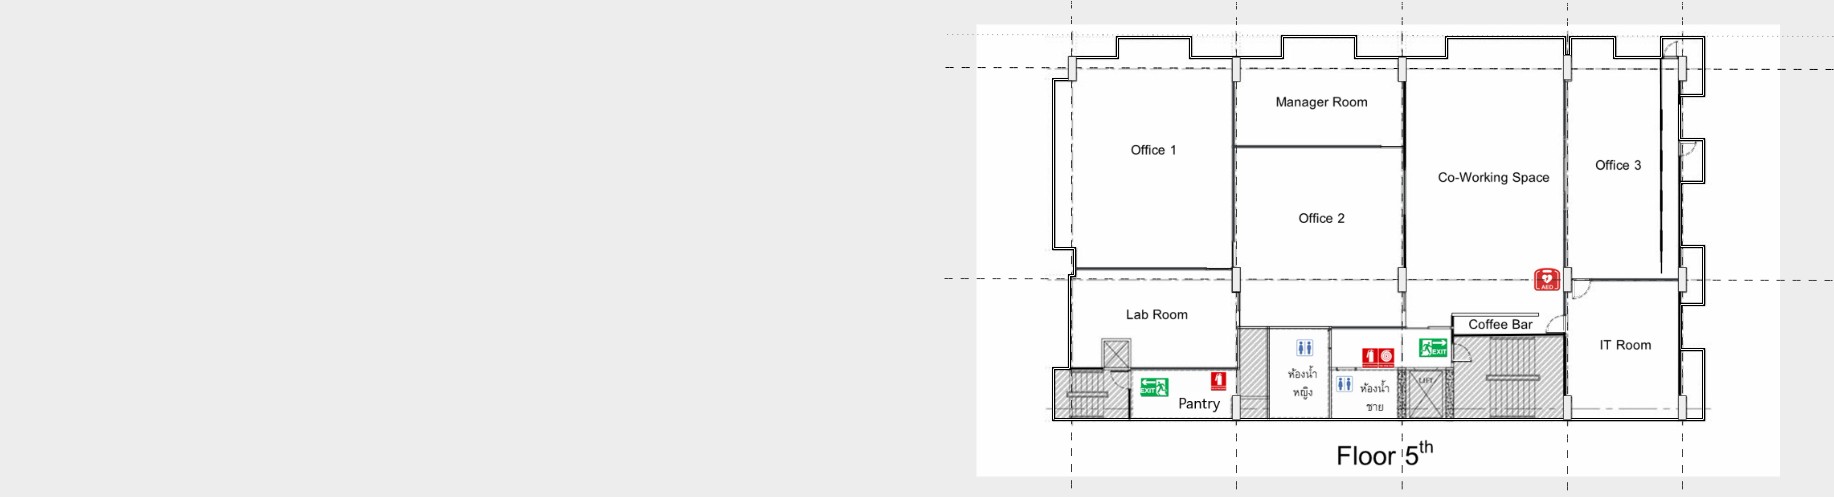 Manager Room
Office 1
Office 3
Co-Working Space
Office 2
AED
Lab Room
Coffee Bar
IT Room
EXIT
ห้องน้ำ
หญิง
EXIT
Pantry
ห้องน้ำ
ชาย
LIFT
Floor 5th